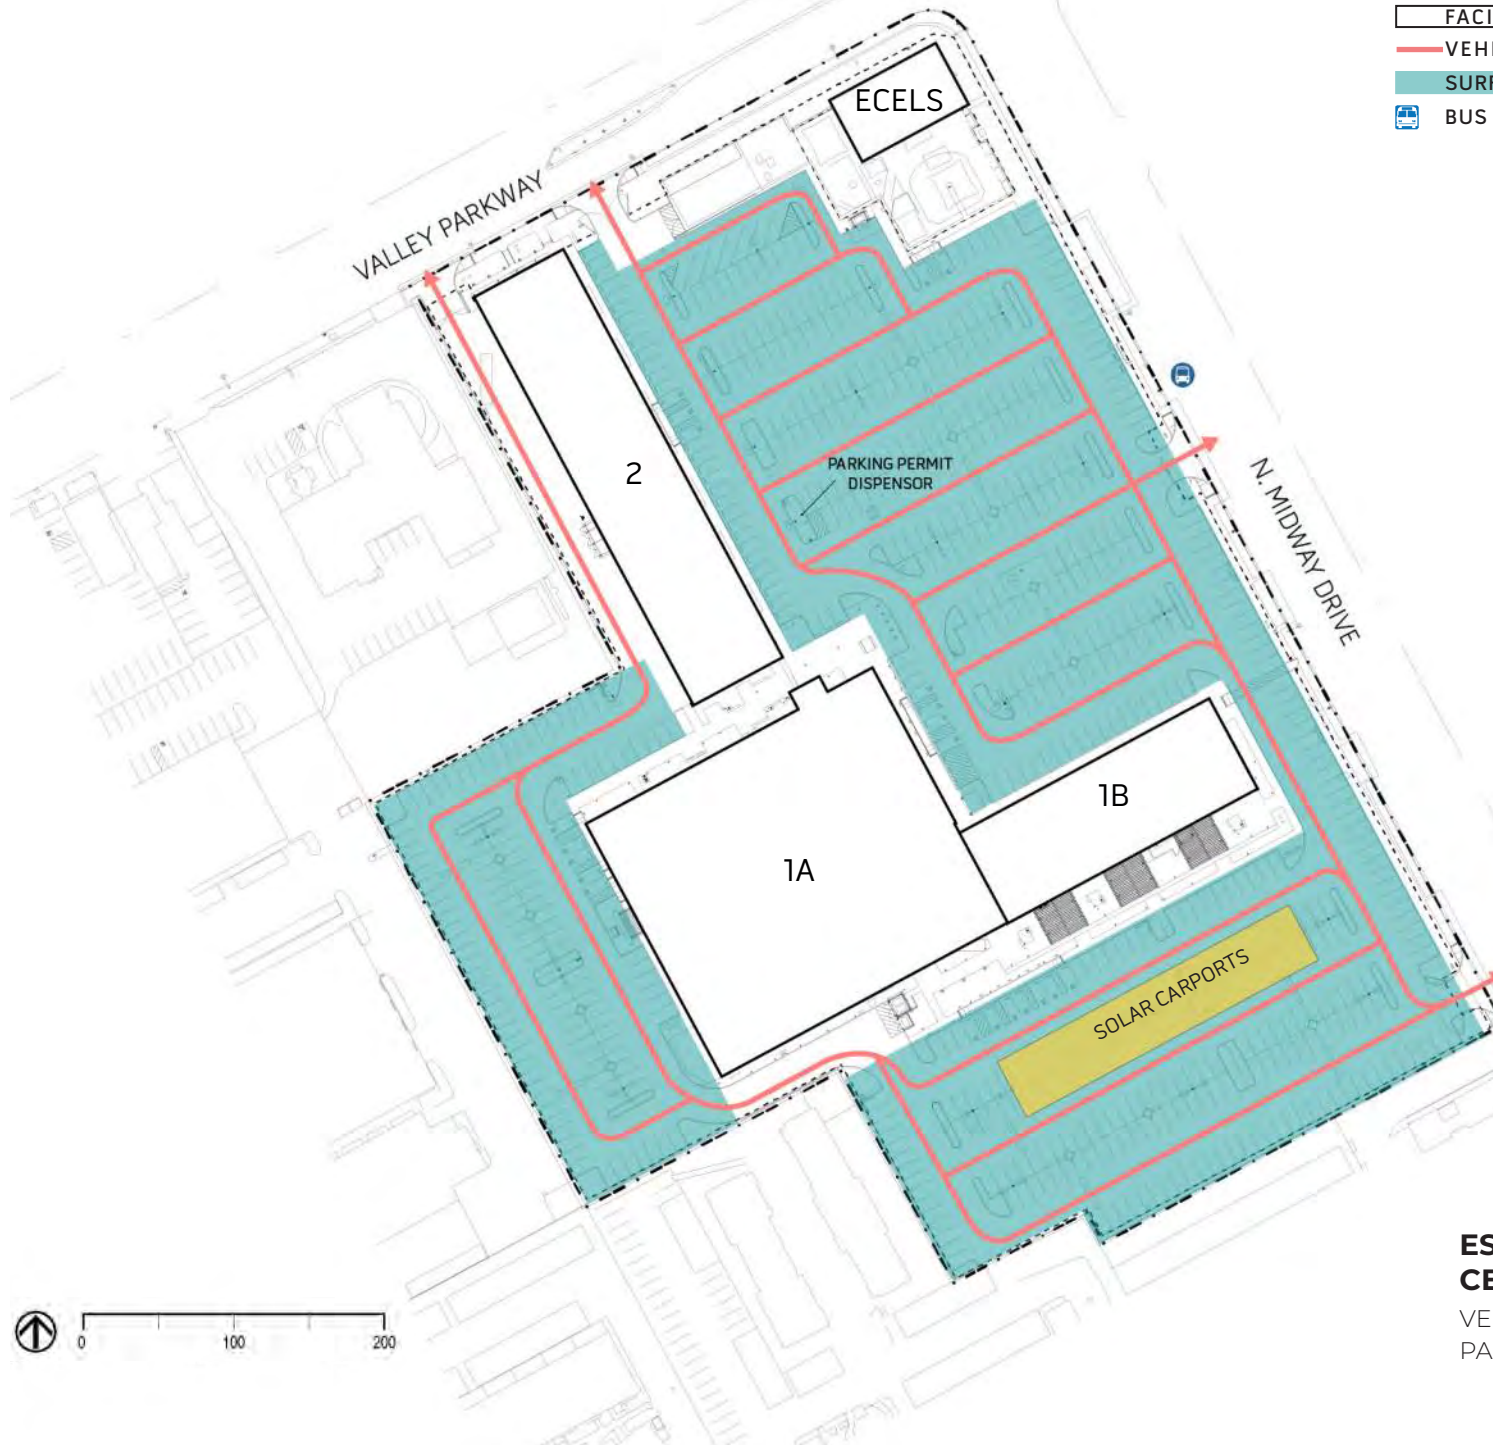 FACI
VEHI
SURF
BUS
ECELS
VALLEY PARKWAY
2
PARKING PERMIT
DISPENSOR
N. MIDWAY DRIVE
1B
1A
SOLAR CARPORTS
ES
CE
VE
PA
0 100 200